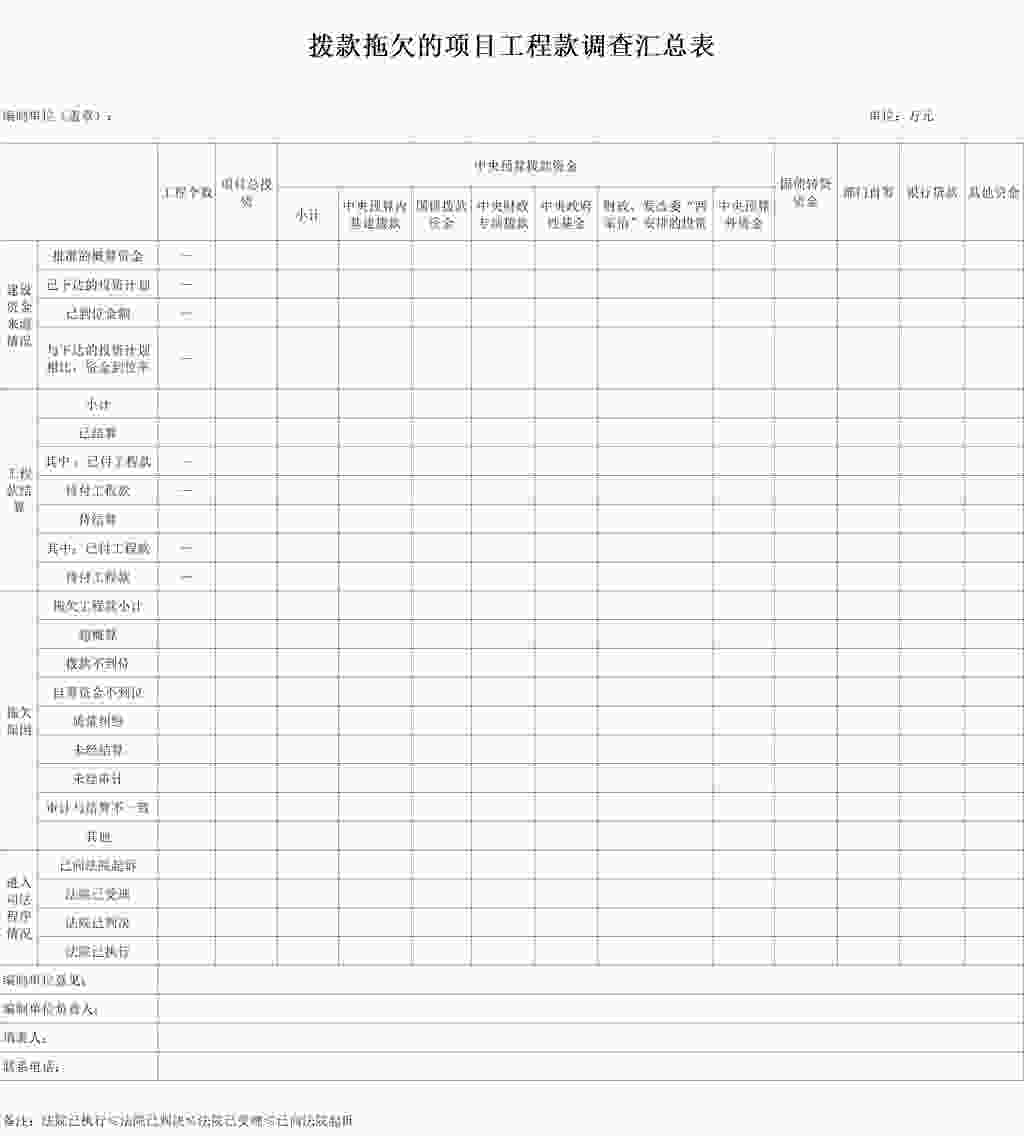 拨款拖欠的项目工程款调查汇总表
编制单位（盖章）：
单位：万元
工程个数
项目总投
资
中央预算拨款资金
国债转贷
资金
部门自筹
银行贷款
其他资金
小计
中央预算内
基建拨款
国债拨款
资金
中央财政
专项拨款
中央政府
性基金
财政、发改委“两
家抬”安排的投资
中央预算
外资金
建设
资金
来源
情况
批准的概算资金
—
已下达的投资计划
—
已到位金额
—
与下达的投资计划
相比，资金到位率
—
工程
款结
算
小计
已结算
其中：已付工程款
—
待付工程款
—
待结算
其中：已付工程款
—
待付工程款
—
拖欠
原因
拖欠工程款小计
超概算
拨款不到位
自筹资金不到位
质量纠纷
未经结算
未经审计
审计与结算不一致
其他
进入
司法
程序
情况
已向法院起诉
法院已受理
法院已判决
法院已执行
编制单位意见：
编制单位负责人：
填表人：
联系电话：
备注：法院已执行≤法院已判决≤法院已受理≤已向法院起诉